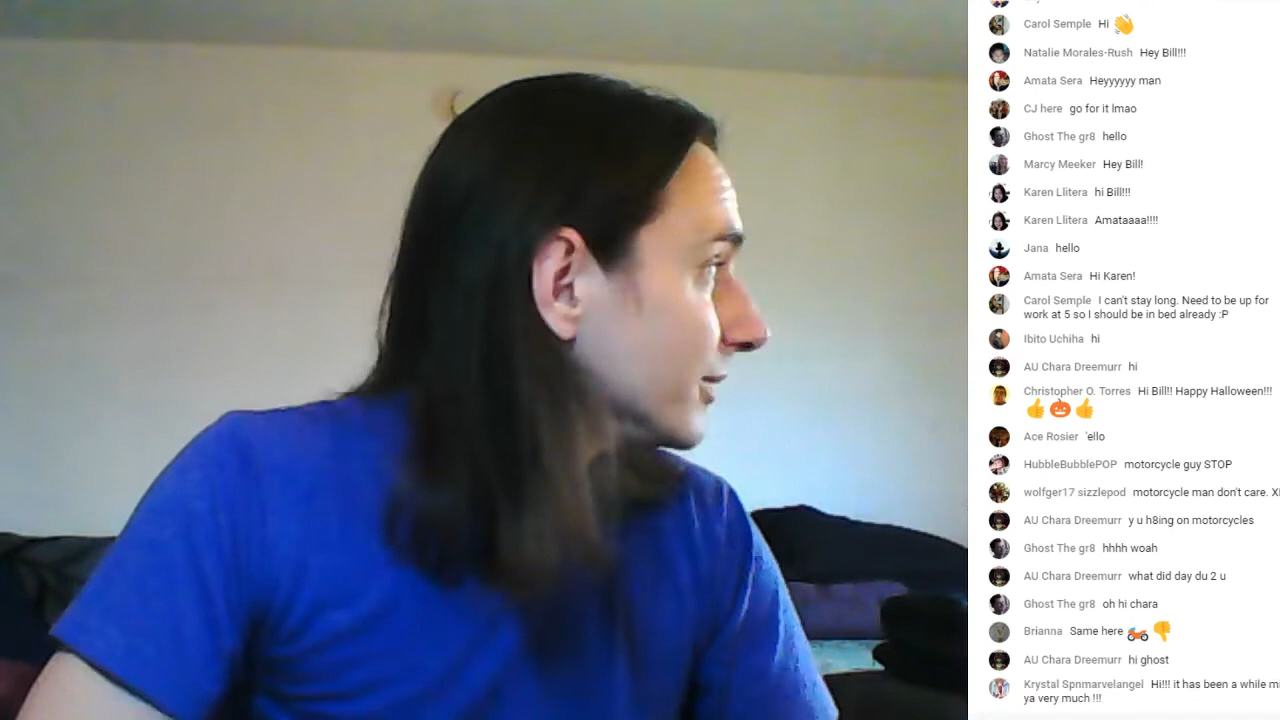 Carol Semple Hi 👋
Natalie Morales-Rush Hey Bill!!!
Amata Sera Heyyyyyy man
CJ here go for it lmao
Ghost The gr8 hello
Marcy Meeker Hey Bill!
Karen Llitera hi Bill!!!
Karen Llitera Amataaaa!!!!
Jana hello
Amata Sera Hi Karen!
Carol Semple I can't stay long. Need to be up for
work at 5 so I should be in bed already :P
Ibito Uchiha hi
AU Chara Dreemurr hi
Christopher O. Torres Hi Bill!! Happy Halloween!!!
👍🎃👍
Ace Rosier 'ello
HubbleBubblePOP motorcycle guy STOP
wolfger17 sizzlepod motorcycle man don't care.
AU Chara Dreemurr y u h8ing on motorcycles
Ghost The gr8 hhhh woah
AU Chara Dreemurr what did day du 2 u
Ghost The gr8 oh hi chara
Brianna Same here 🏍👎
AU Chara Dreemurr hi ghost
Krystal Spnmarvelangel Hi!!! it has been a while
ya very much !!!